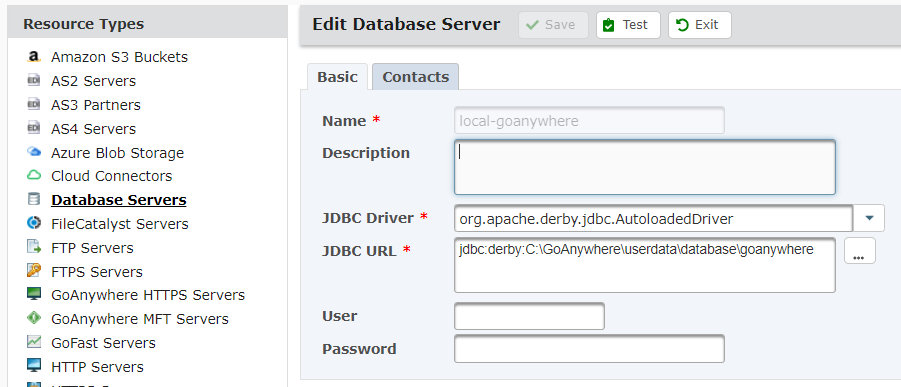 Resource Types
Amazon S3 Buckets
AS2 Servers
AS3 Partners
AS4 Servers
Azure Blob Storage
Cloud Connectors
Database Servers
FileCatalyst Servers
FTP Servers
FTPS Servers
GoAnywhere HTTPS Servers
GoAnywhere MFT Servers
GoFast Servers
HTTP Servers
Edit Database Server
Save
Test
Exit
Basic
Contacts
Name * local-goanywhere
Description
JDBC Driver * org.apache.derby.jdbc.AutoloadedDriver
JDBC URL * jdbc:derby:C:\GoAnywhere\userdata\database\goanywhere ...
User
Password